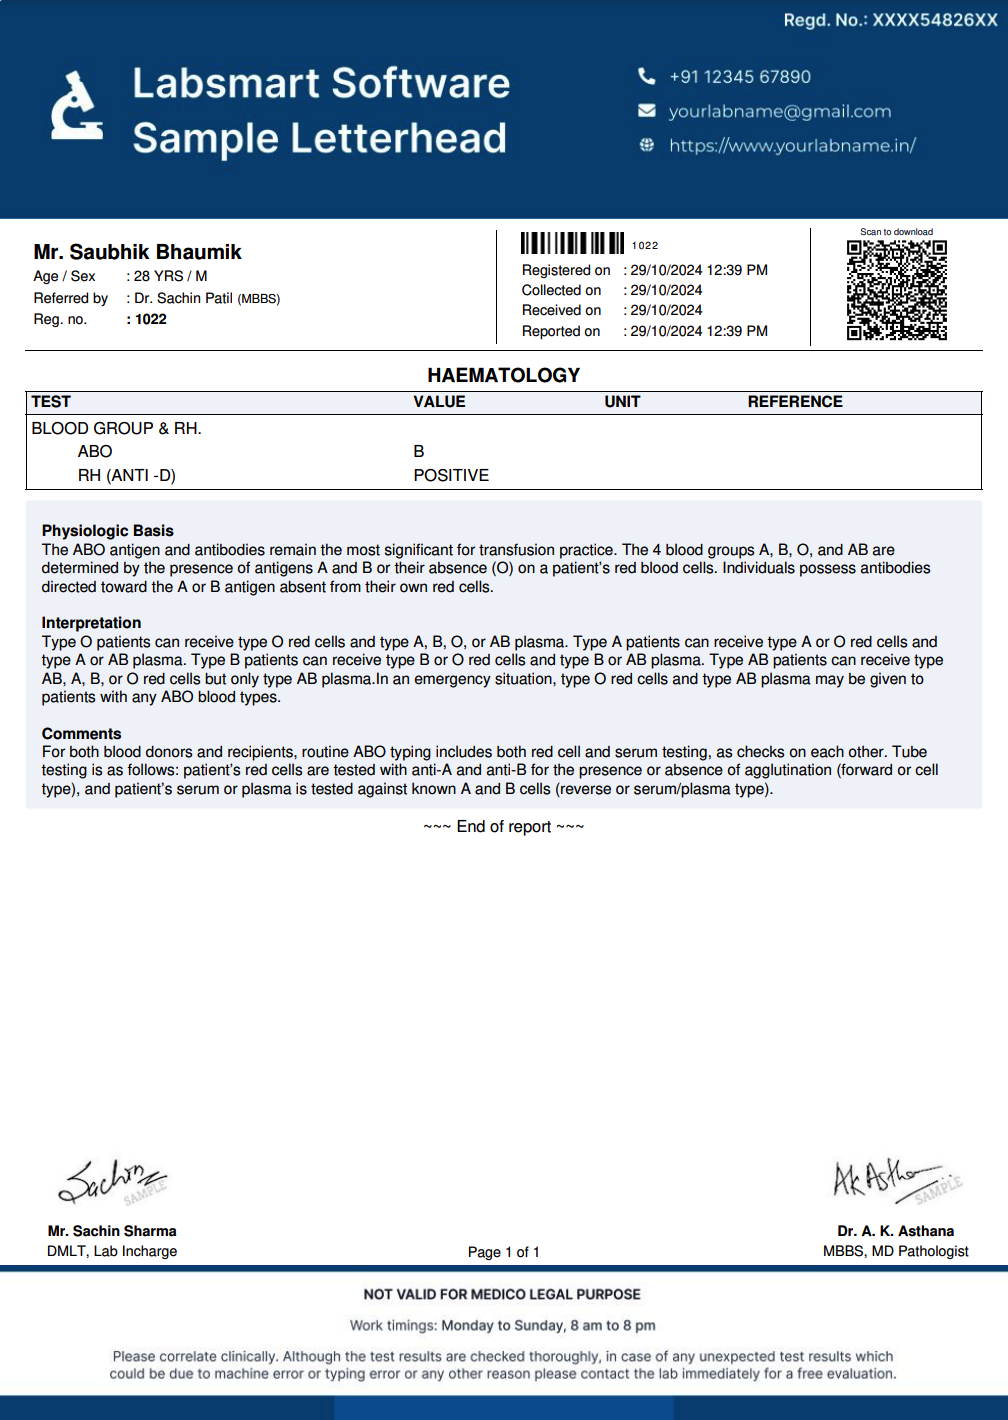 Regd. No.: XXXX54826XX
Labsmart Software
Sample Letterhead
+91 12345 67890
yourlabname@gmail.com
https://www.yourlabname.in/
Mr. Saubhik Bhaumik
Age / Sex : 28 YRS / M
Referred by : Dr. Sachin Patil (MBBS)
Reg. no. : 1022
1022
Registered on : 29/10/2024 12:39 PM
Collected on : 29/10/2024
Received on : 29/10/2024
Reported on : 29/10/2024 12:39 PM
Scan to download
HAEMATOLOGY
TEST VALUE UNIT REFERENCE
BLOOD GROUP & RH.
ABO B
RH (ANTI -D) POSITIVE
Physiologic Basis
The ABO antigen and antibodies remain the most significant for transfusion practice. The 4 blood groups A, B, O, and AB are
determined by the presence of antigens A and B or their absence (O) on a patient's red blood cells. Individuals possess antibodies
directed toward the A or B antigen absent from their own red cells.
Interpretation
Type O patients can receive type O red cells and type A, B, O, or AB plasma. Type A patients can receive type A or O red cells and
type A or AB plasma. Type B patients can receive type B or O red cells and type B or AB plasma. Type AB patients can receive type
AB, A, B, or O red cells but only type AB plasma.In an emergency situation, type O red cells and type AB plasma may be given to
patients with any ABO blood types.
Comments
For both blood donors and recipients, routine ABO typing includes both red cell and serum testing, as checks on each other. Tube
testing is as follows: patient's red cells are tested with anti-A and anti-B for the presence or absence of agglutination (forward or cell
type), and patient's serum or plasma is tested against known A and B cells (reverse or serum/plasma type).
~~~ End of report ~~~
Sachin
SAMPLE
Mr. Sachin Sharma
DMLT, Lab Incharge
Page 1 of 1
AK Astha
SAMPLE
Dr. A. K. Asthana
MBBS, MD Pathologist
NOT VALID FOR MEDICO LEGAL PURPOSE
Work timings: Monday to Sunday, 8 am to 8 pm
Please correlate clinically. Although the test results are checked thoroughly, in case of any unexpected test results which
could be due to machine error or typing error or any other reason please contact the lab immediately for a free evaluation.